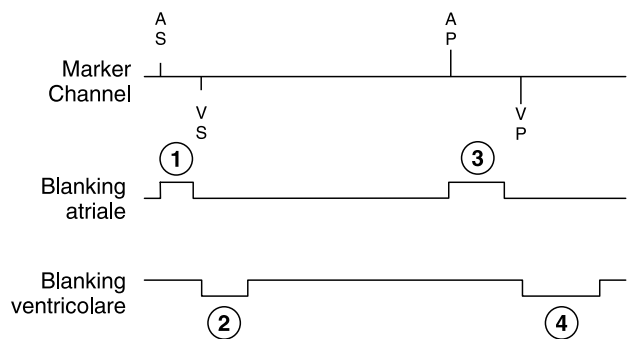 A
S
A
P
Marker
Channel
V
S
V
P
1
3
Blanking
atriale
Blanking
ventricolare
2
4